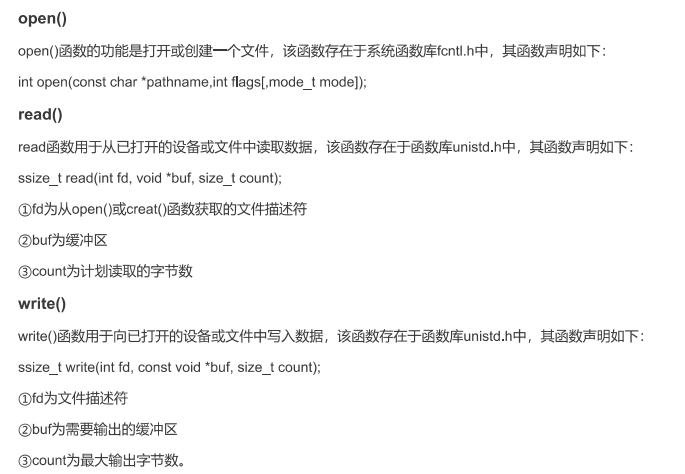 open()
open()函数的功能是打开或创建一个文件，该函数存在于系统函数库fcntl.h中，其函数声明如下：
int open(const char *pathname,int flags[,mode_t mode]);
read()
read函数用于从已打开的设备或文件中读取数据，该函数存在于函数库unistd.h中，其函数声明如下：
ssize_t read(int fd, void *buf, size_t count);
①fd为从open()或creat()函数获取的文件描述符
②buf为缓冲区
③count为计划读取的字节数
write()
write()函数用于向已打开的设备或文件中写入数据，该函数存在于函数库unistd.h中，其函数声明如下：
ssize_t write(int fd, const void *buf, size_t count);
①fd为文件描述符
②buf为需要输出的缓冲区
③count为最大输出字节数。